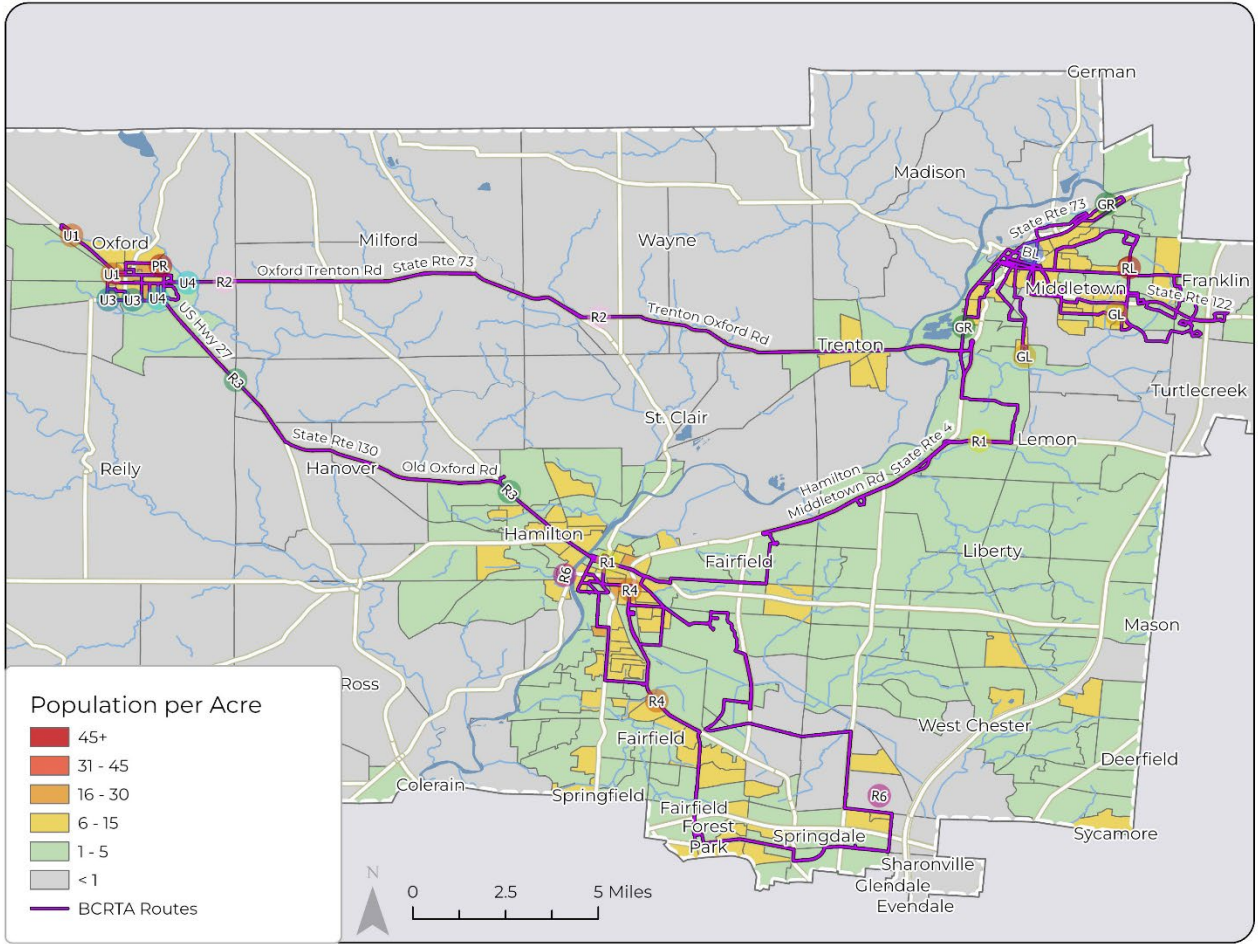 German
Madison
State Rte 73
GR
U1
Oxford
Milford
Wayne
BL
U1
PR
Oxford Trenton Rd
State Rte 73
RL
Franklin
U4
R2
Middletown
State Rte 122
U3
U3
U4
GL
US Hwy 27
R2
Trenton Oxford Rd
GR
Trenton
GL
R3
Turtlecreek
St. Clair
State Rte 130
R1
Lemon
Reily
Hanover
Old Oxford Rd
State Rte 4
Hamilton
Middletown Rd
R3
Hamilton
Liberty
R1
Fairfield
R6
R4
Mason
Ross
R4
West Chester
Fairfield
Deerfield
Colerain
Springfield
R6
Fairfield
Forest
Park
Springdale
Sycamore
Sharonville
Glendale
Evendale
Population per Acre
45+
31 - 45
16 - 30
6 - 15
1 - 5
< 1
BCRTA Routes
N
0 2.5 5 Miles